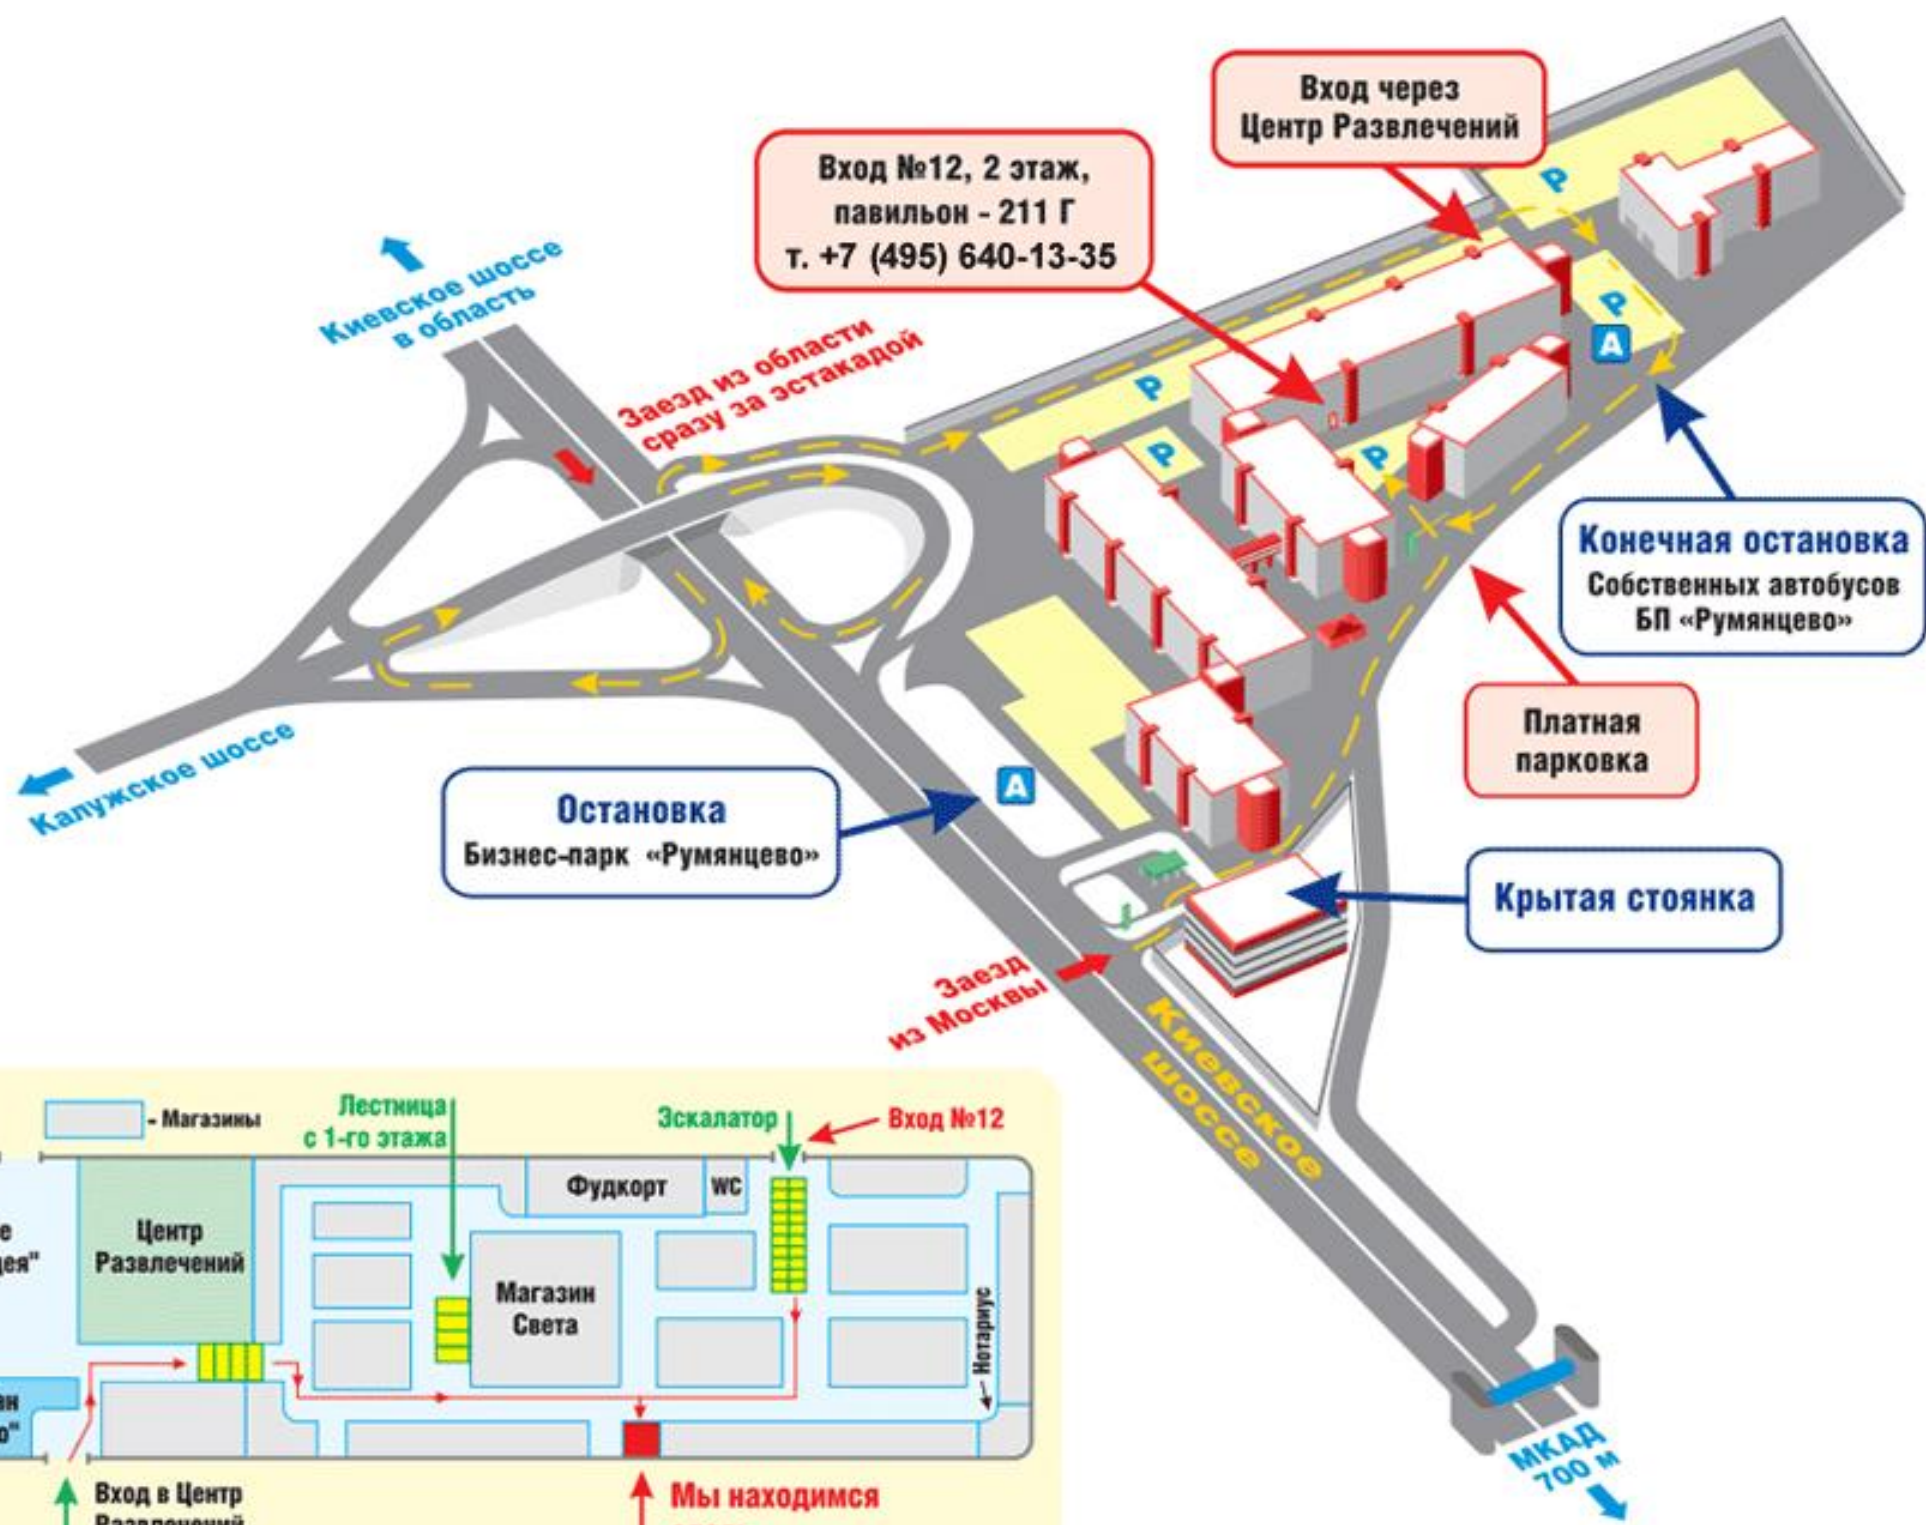 Вход через
Центр Развлечений
Вход №12, 2 этаж,
павильон - 211 Г
т. +7 (495) 640-13-35
P
P
P
P
P
A
Киевское шоссе
в область
Заезд из области
сразу за эстакадой
Конечная остановка
Собственных автобусов
БП «Румянцево»
Платная
парковка
Калужское шоссе
Остановка
Бизнес-парк «Румянцево»
A
Крытая стоянка
Заезд
из Москвы
Киевское
шоссе
МКАД
700 м
- Магазины
Лестница
с 1-го этажа
Эскалатор
Вход №12
Фудкорт
WC
Центр
Развлечений
Магазин
Света
Нотариус
Вход в Центр
Развлечений
Мы находимся